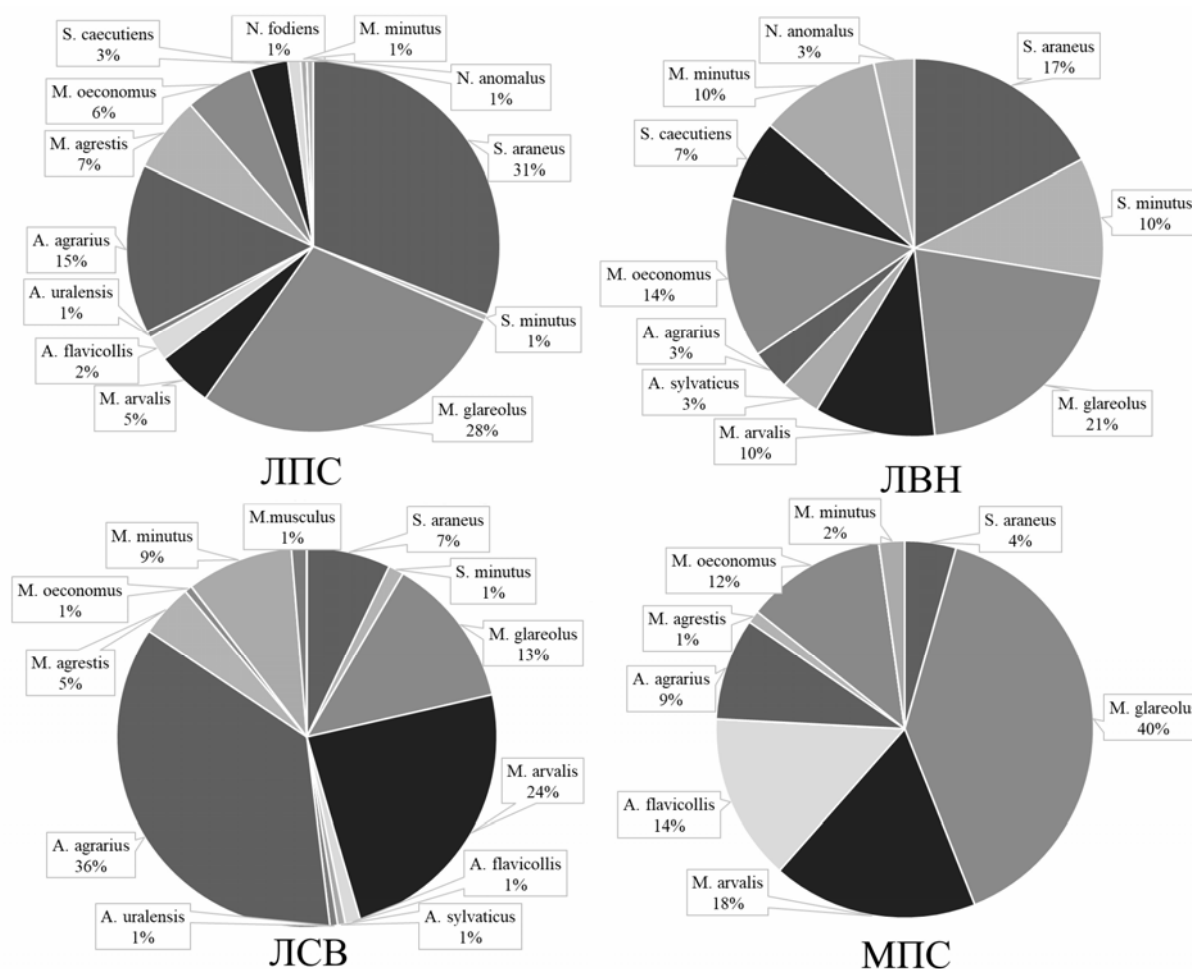 S. caecutiens
3%
N. fodiens
1%
M. minutus
1%
N. anomalus
1%
M. oeconomus
6%
M. agrestis
7%
S. araneus
31%
A. agrarius
15%
A. uralensis
1%
A. flavicollis
2%
M. arvalis
5%
S. minutus
1%
M. glareolus
28%
ЛПС
N. anomalus
3%
S. araneus
17%
M. minutus
10%
S. caecutiens
7%
S. minutus
10%
M. oeconomus
14%
A. agrarius
3%
A. sylvaticus
3%
M. arvalis
10%
M. glareolus
21%
ЛВН
M.musculus
1%
S. araneus
7%
M. minutus
9%
S. minutus
1%
M. oeconomus
1%
M. glareolus
13%
M. agrestis
5%
M. arvalis
24%
A. agrarius
36%
A. flavicollis
1%
A. uralensis
1%
A. sylvaticus
1%
ЛСВ
M. minutus
2%
S. araneus
4%
M. oeconomus
12%
M. agrestis
1%
A. agrarius
9%
M. glareolus
40%
A. flavicollis
14%
M. arvalis
18%
МПС